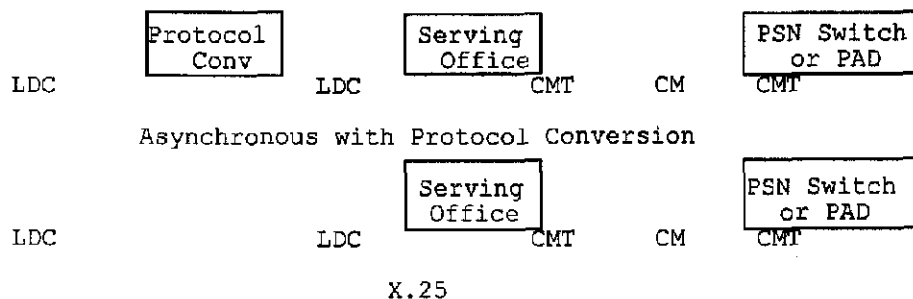 Protocol Serving PSN Switch
Conv Office or PAD
LDC LDC CMT CM CMT
Asynchronous with Protocol Conversion
Serving PSN Switch
Office or PAD
LDC LDC CMT CM CMT
X.25